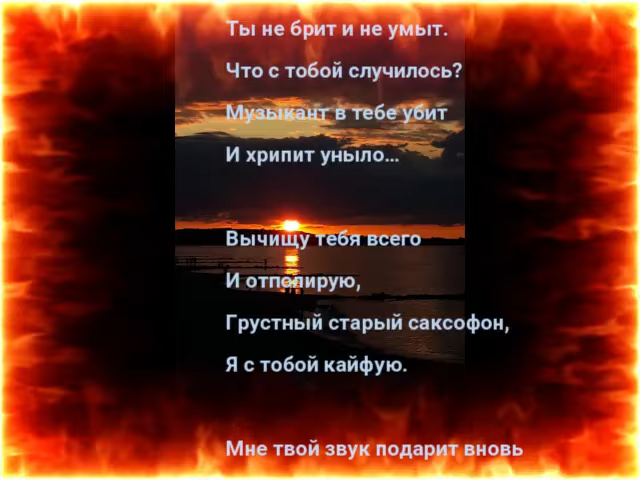 Ты не брит и не умыт.
Что с тобой случилось?
Музыкант в тебе убит
И хрипит уныло...
Вычищу тебя всего
И отполирую,
Грустный старый саксофон,
Я с тобой кайфую.
Мне твой звук подарит вновь